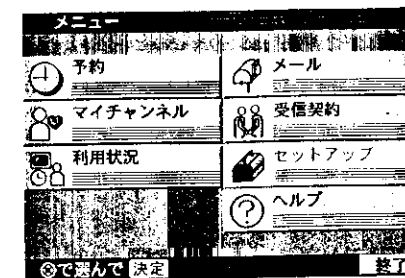 メニュー
予約
メール
マイチャンネル
受信契約
利用状況
セットアップ
ヘルプ
?
で選んで 決定
終了